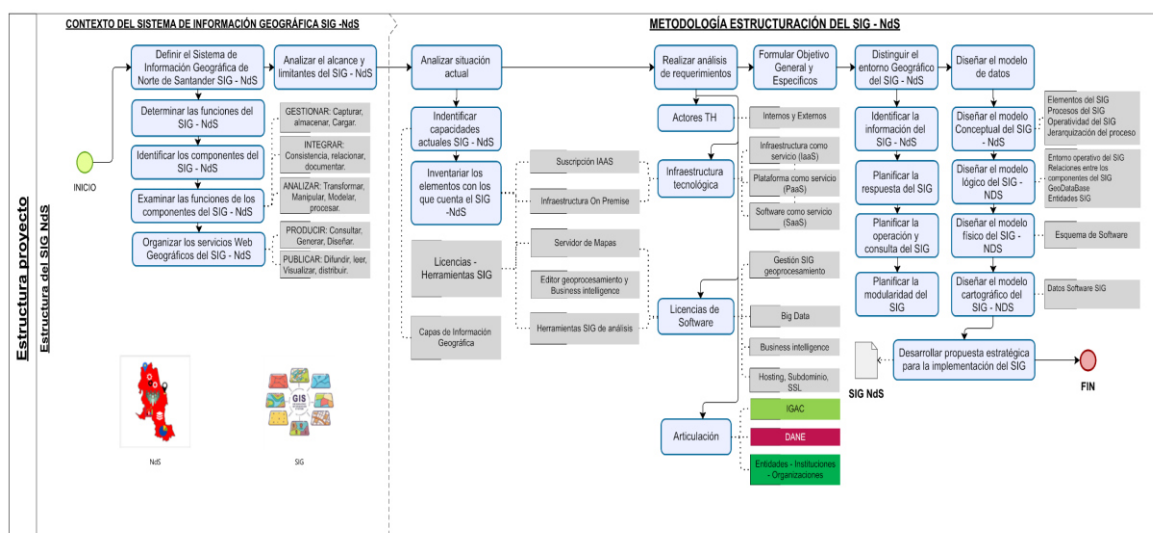 CONTEXTO DEL SISTEMA DE INFORMACIÓN GEOGRÁFICA SIG -NdS
METODOLOGÍA ESTRUCTURACIÓN DEL SIG - NdS
Estructura proyecto
Estructura del SIG NdS
INICIO
Definir el Sistema de
Información Geográfica de
Norte de Santander SIG - NdS
Analizar el alcance y
limitantes del SIG - NdS
Determinar las funciones del
SIG - NdS
Identificar los componentes del
SIG - NdS
Examinar las funciones de los
componentes del SIG - NdS
Organizar los servicios Web
Geográficos del SIG - NdS
GESTIONAR: Capturar,
almacenar, Cargar.
INTEGRAR:
Consistencia, relacionar,
documentar.
ANALIZAR: Transformar,
Manipular, Modelar,
procesar.
PRODUCIR: Consultar,
Generar, Diseñar.
PUBLICAR: Difundir, leer,
Visualizar, distribuir.
NdS
GIS
SIG
Analizar situación
actual
Indentificar
capacidades
actuales SIG - NdS
Inventariar los
elementos con los
que cuenta el SIG
-NdS
Licencias -
Herramientas SIG
Capas de Información
Geográfica
Suscripción IAAS
Infraestructura On Premise
Servidor de Mapas
Editor geoprocesamiento y
Business intelligence
Herramientas SIG de análisis
Realizar análisis
de requerimientos
Actores TH
Infraestructura
tecnológica
Licencias de
Software
Articulación
Formular Objetivo
General y
Especificos
Internos y Externos
Infraestructura como
servicio (IaaS)
Plataforma como servicio
(PaaS)
Software como servicio
(SaaS)
Gestión SIG
geoprocesamiento
Big Data
Business intelligence
Hosting, Subdominio,
SSL
IGAC
DANE
Entidades - Instituciones
- Organizaciones
Distinguir el
entorno Geográfico
del SIG - NdS
Identificar la
información del
SIG - NdS
Planificar la
respuesta del SIG
Planificar la
operación y
consulta del SIG
Planificar la
modularidad del
SIG
Diseñar el modelo
de datos
Diseñar el modelo
Conceptual del SIG -
NdS
Diseñar el modelo
lógico del SIG -
NDS
Diseñar el modelo
físico del SIG -
NDS
Diseñar el modelo
cartográfico del
SIG - NDS
Elementos del SIG
Procesos del SIG
Operatividad del SIG
Jerarquización del proceso
Entorno operativo del SIG
Relaciones entre los
componentes del SIG
GeoDataBase
Entidades SIG
Esquema de Software
Datos Software SIG
Desarrollar propuesta estratégica
para la implementación del SIG
SIG NdS
FIN